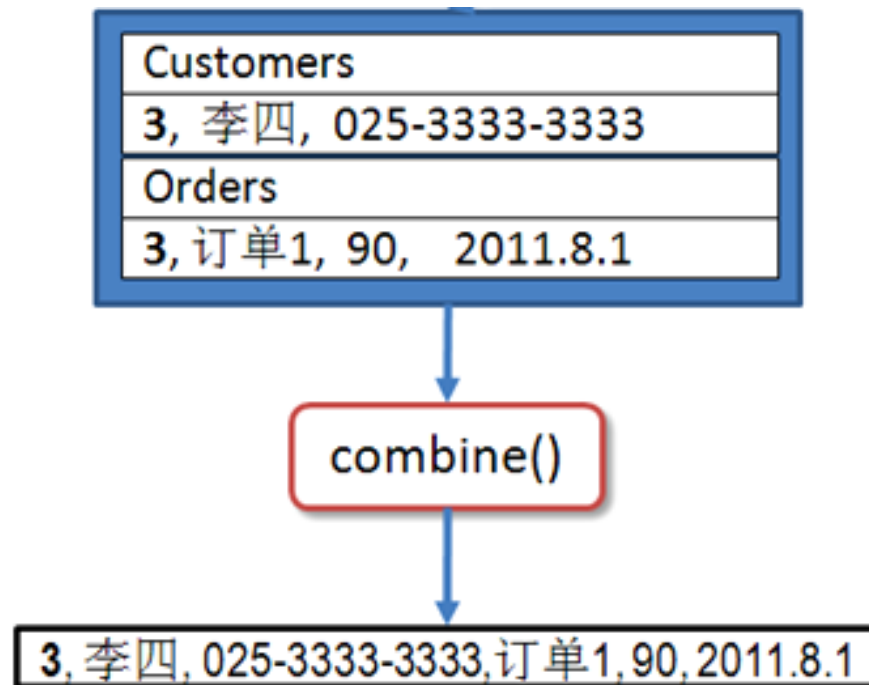 Customers
3, 李四, 025-3333-3333
Orders
3, 订单1, 90, 2011.8.1
combine()
3, 李四, 025-3333-3333,订单1, 90, 2011.8.1